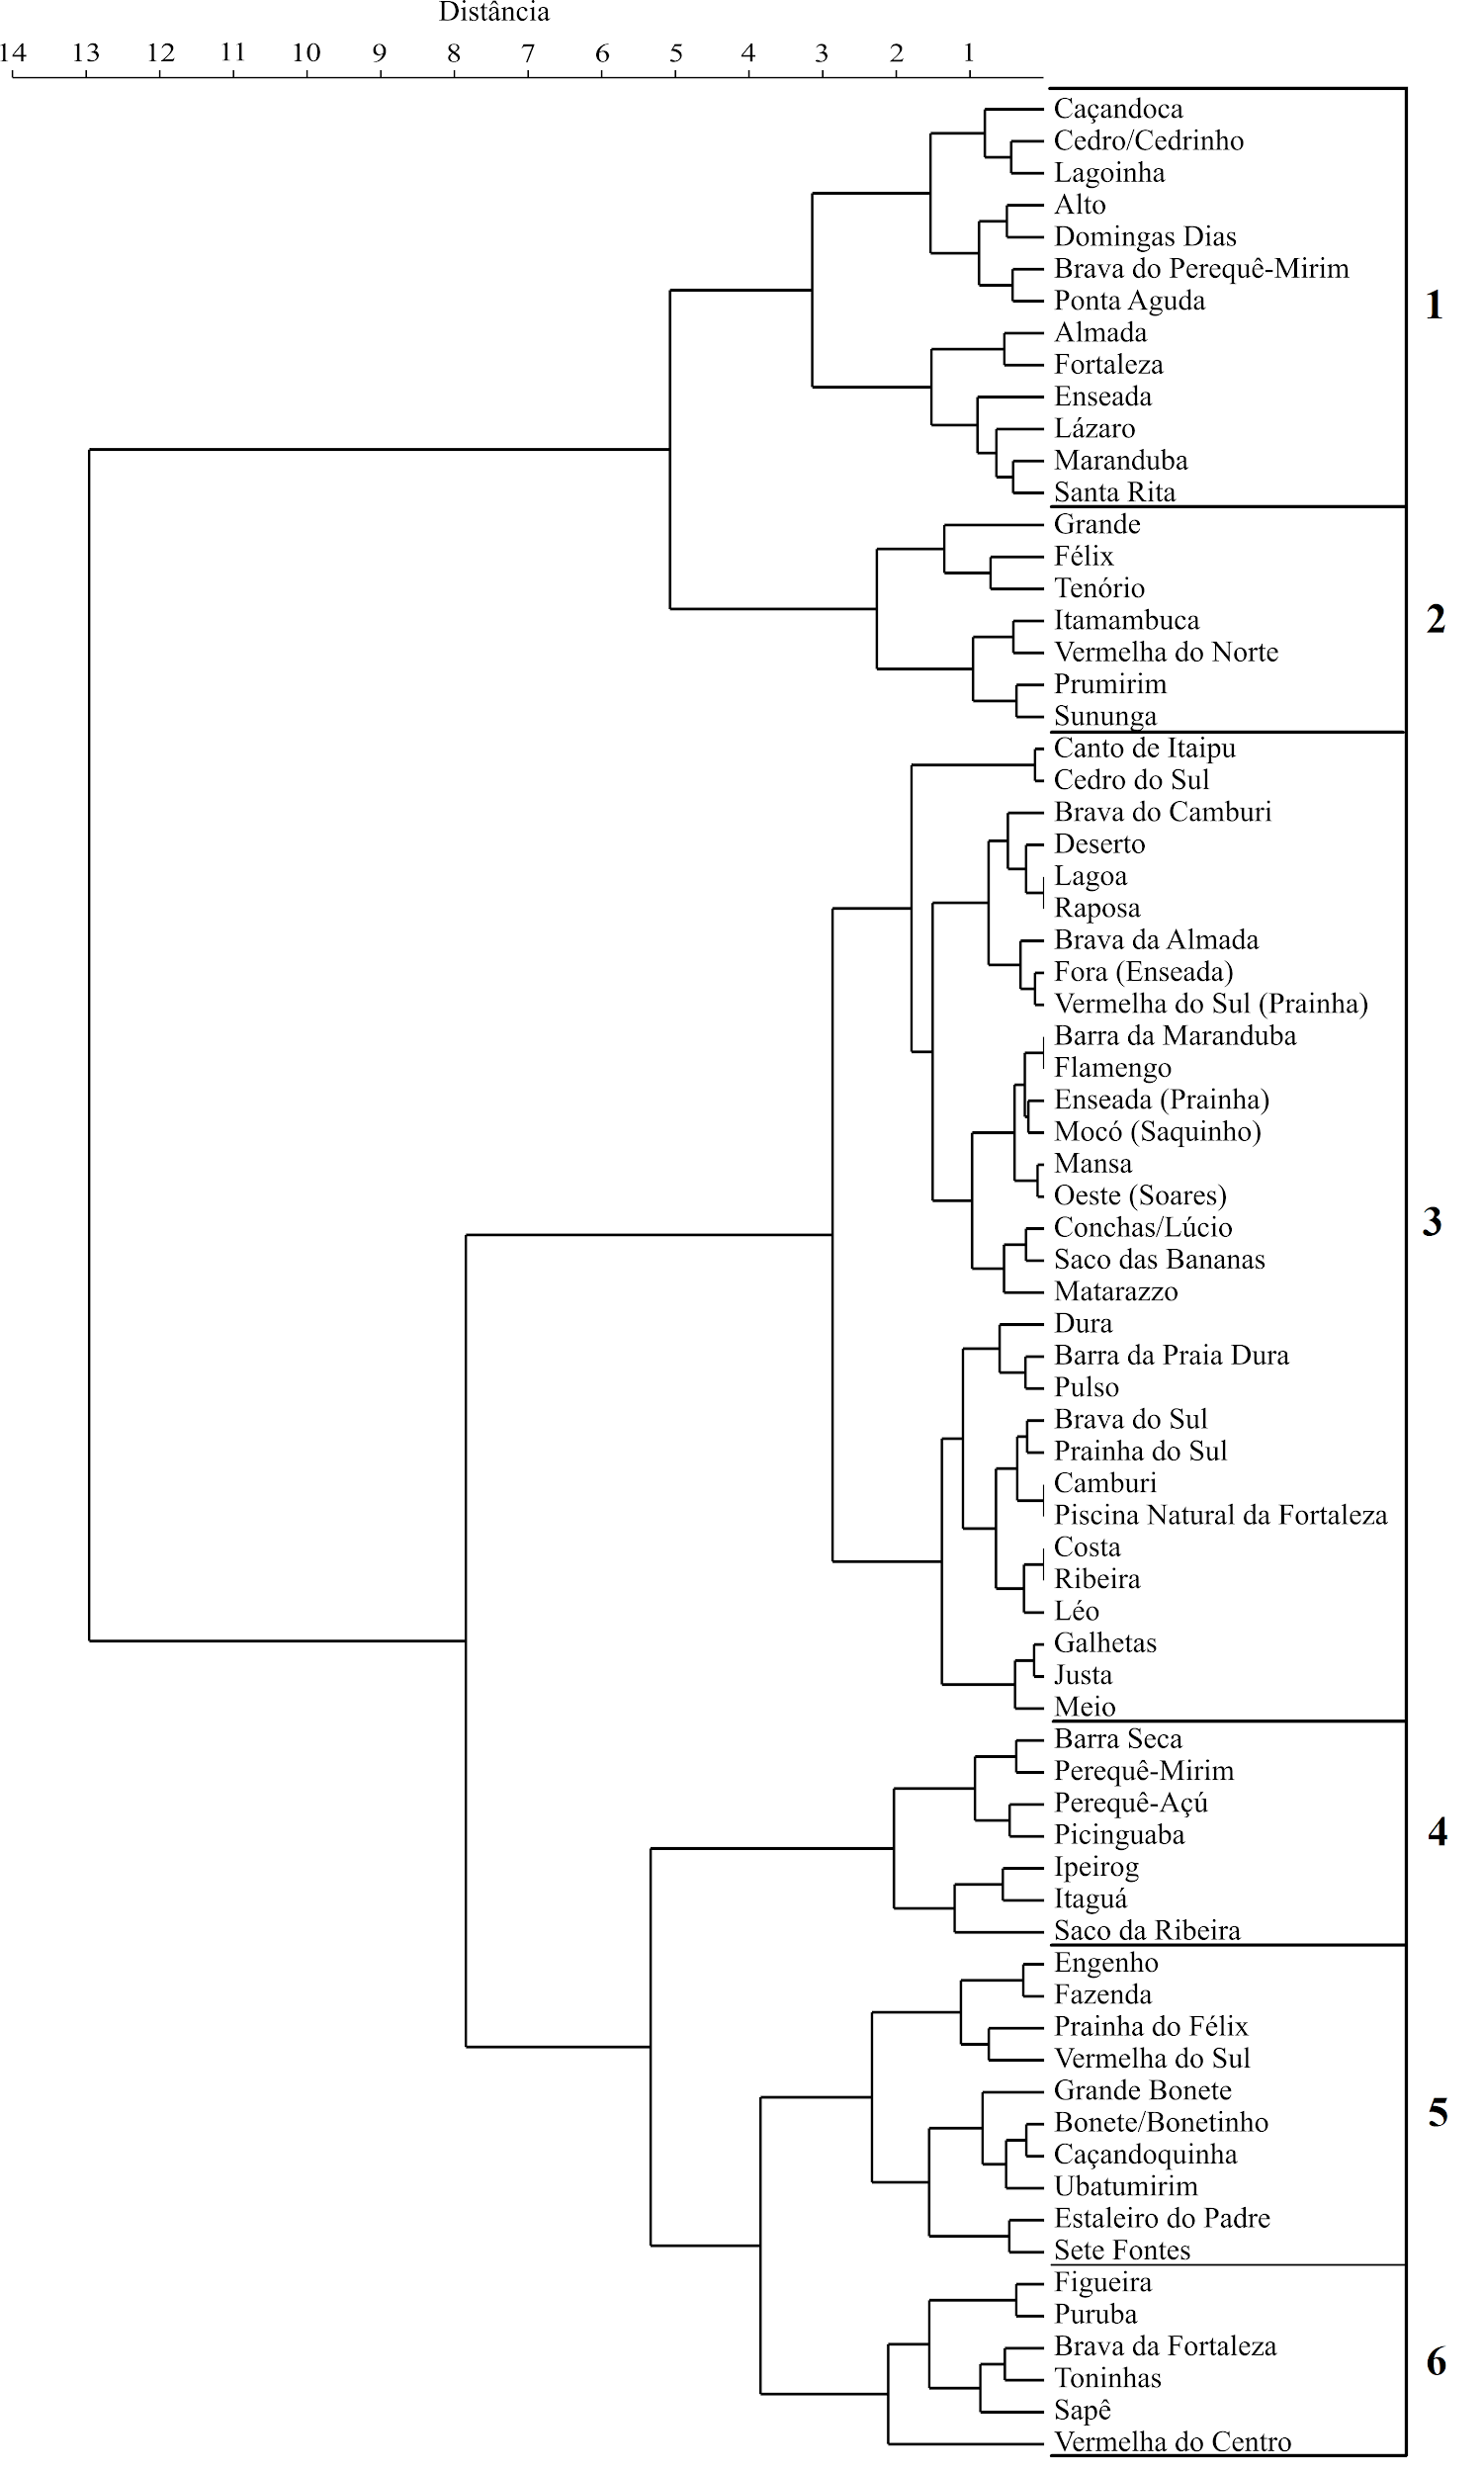 Distância
14 13 12 11 10 9 8 7 6 5 4 3 2 1
Caçandoca
Cedro/Cedrinho
Lagoinha
Alto
Domingas Dias
Brava do Perequê-Mirim
Ponta Aguda
1
Almada
Fortaleza
Enseada
Lázaro
Maranduba
Santa Rita
Grande
Félix
Tenório
Itamambuca
2
Vermelha do Norte
Prumirim
Sununga
Canto de Itaipu
Cedro do Sul
Brava do Camburi
Deserto
Lagoa
Raposa
Brava da Almada
Fora (Enseada)
Vermelha do Sul (Prainha)
Barra da Maranduba
Flamengo
Enseada (Prainha)
Mocó (Saquinho)
Mansa
Oeste (Soares)
Conchas/Lúcio
3
Saco das Bananas
Matarazzo
Dura
Barra da Praia Dura
Pulso
Brava do Sul
Prainha do Sul
Camburi
Piscina Natural da Fortaleza
Costa
Ribeira
Léo
Galhetas
Justa
Meio
Barra Seca
Perequê-Mirim
Perequê-Açú
Picinguaba
4
Ipeirog
Itaguá
Saco da Ribeira
Engenho
Fazenda
Prainha do Félix
Vermelha do Sul
Grande Bonete
5
Bonete/Bonetinho
Caçandoquinha
Ubatumirim
Estaleiro do Padre
Sete Fontes
Figueira
Puruba
Brava da Fortaleza
6
Toninhas
Sapê
Vermelha do Centro